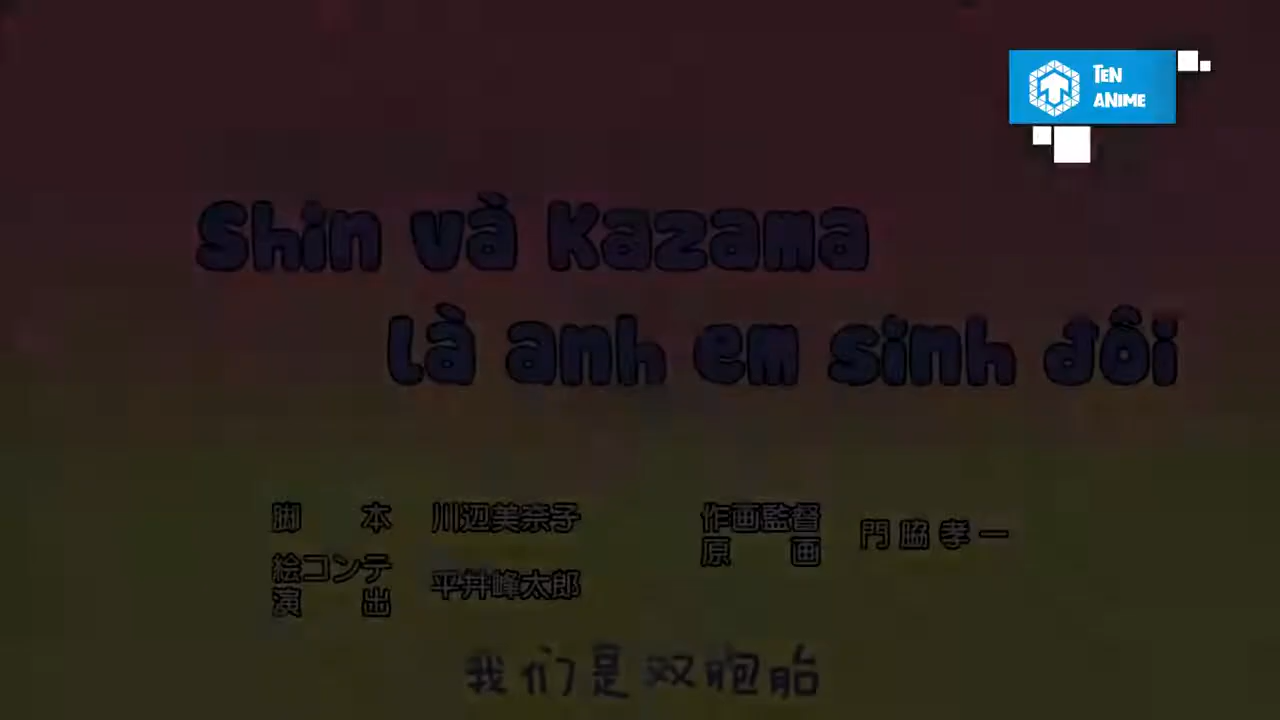 TEN
ANIME
Shin và Kazama
là anh em sinh đôi
脚 本 川辺美奈子
絵コンテ
演 出 平井峰太郎
作画監督
原 画 門脇孝一
我们是双胞胎